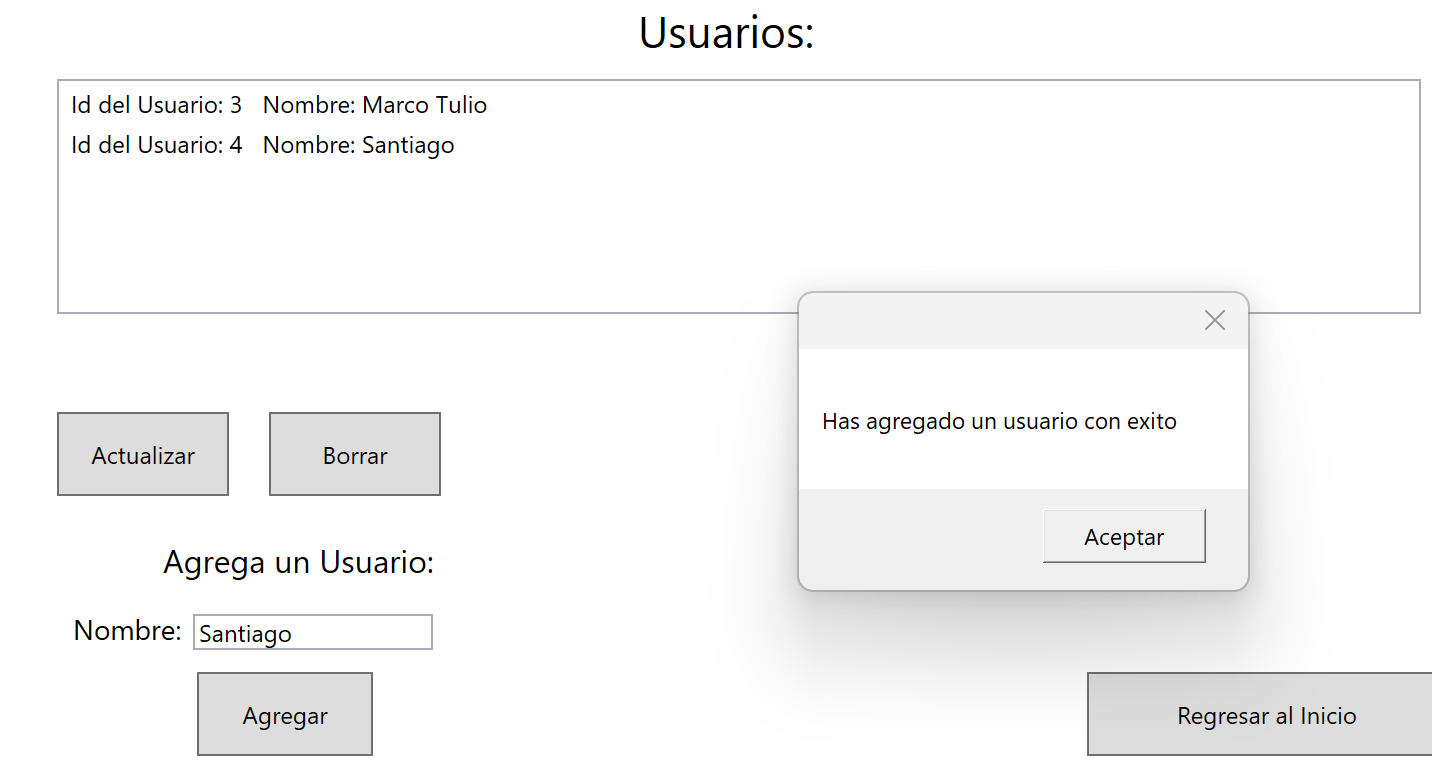 Usuarios:
Id del Usuario: 3 Nombre: Marco Tulio
Id del Usuario: 4 Nombre: Santiago
Has agregado un usuario con exito
Aceptar
Actualizar
Borrar
Agrega un Usuario:
Nombre: Santiago
Agregar
Regresar al Inicio